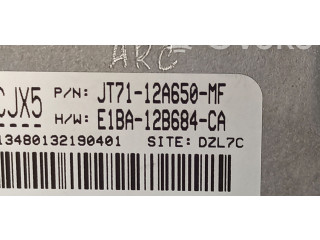 ARC
CJX5 P/N: JT71-12A650-MF
H/W: E1BA-12B684-CA
13480132190401 SITE: DZL7C